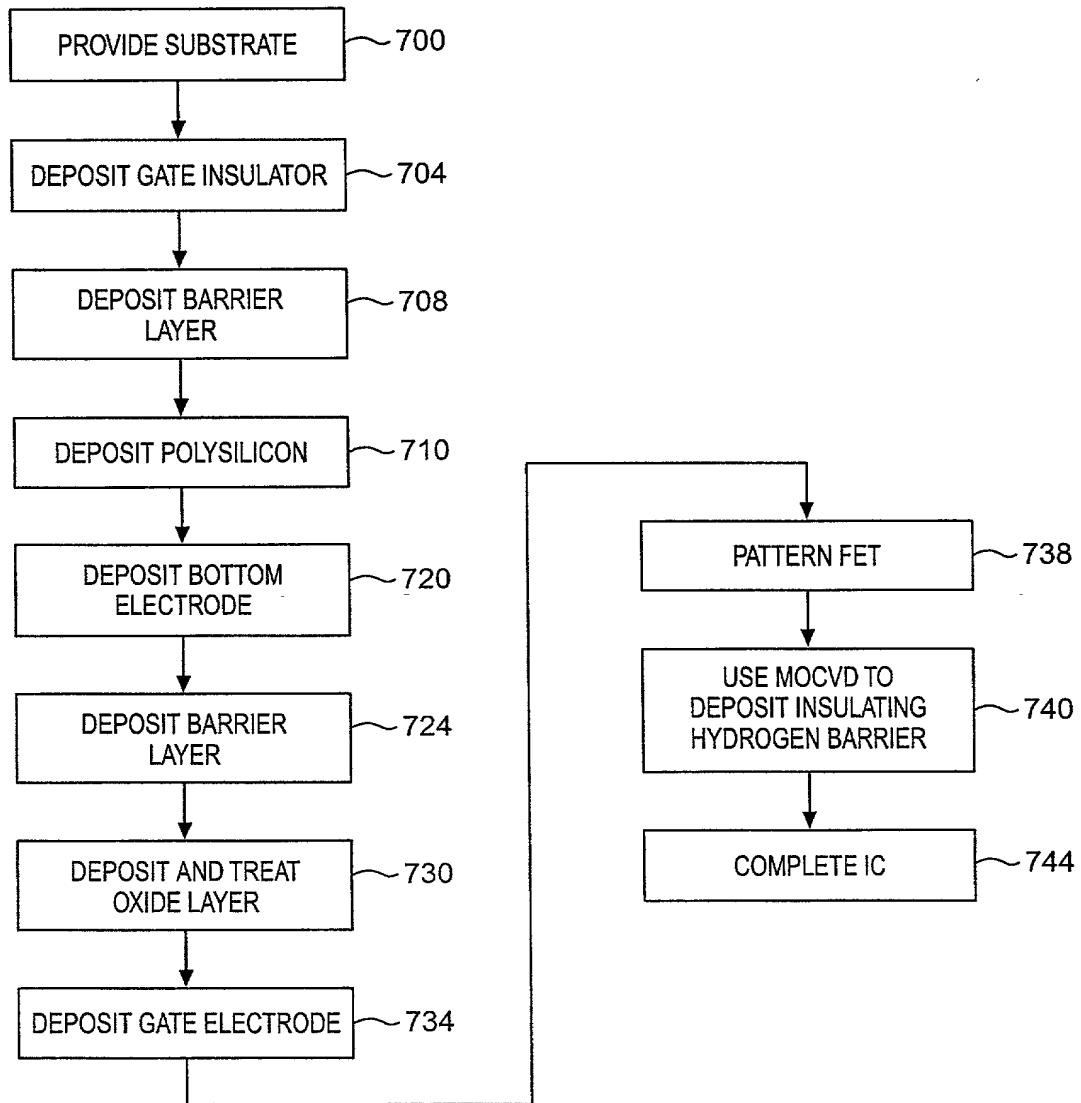 PROVIDE SUBSTRATE
700
DEPOSIT GATE INSULATOR
704
DEPOSIT BARRIER
LAYER
708
DEPOSIT POLYSILICON
710
DEPOSIT BOTTOM
ELECTRODE
720
DEPOSIT BARRIER
LAYER
724
DEPOSIT AND TREAT
OXIDE LAYER
730
DEPOSIT GATE ELECTRODE
734
PATTERN FET
738
USE MOCVD TO
DEPOSIT INSULATING
HYDROGEN BARRIER
740
COMPLETE IC
744